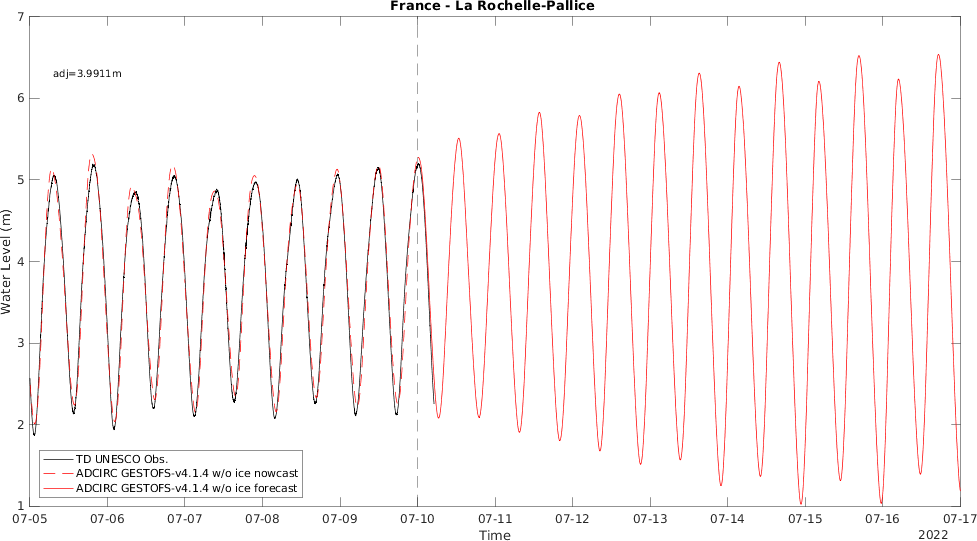 France - La Rochelle-Pallice
adj=3.9911m
7
6
5
4
3
2
1
Water Level (m)
TD UNESCO Obs.
ADCIRC GESTOFS-v4.1.4 w/o ice nowcast
ADCIRC GESTOFS-v4.1.4 w/o ice forecast
07-05 07-06 07-07 07-08 07-09 07-10 07-11 07-12 07-13 07-14 07-15 07-16 07-17
Time
2022